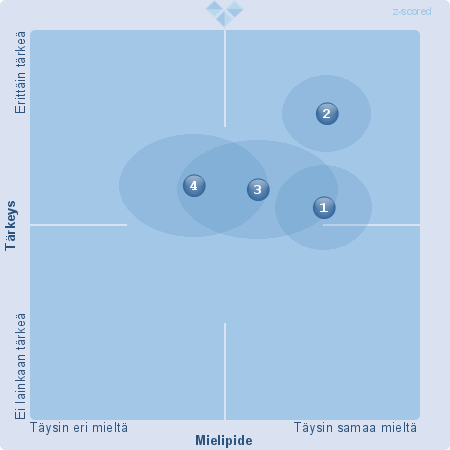 z-scored
Erittäin tärkeä
2
4
3
1
Tärkeys
Ei lainkaan tärkeä
Täysin eri mieltä
Täysin samaa mieltä
Mielipide